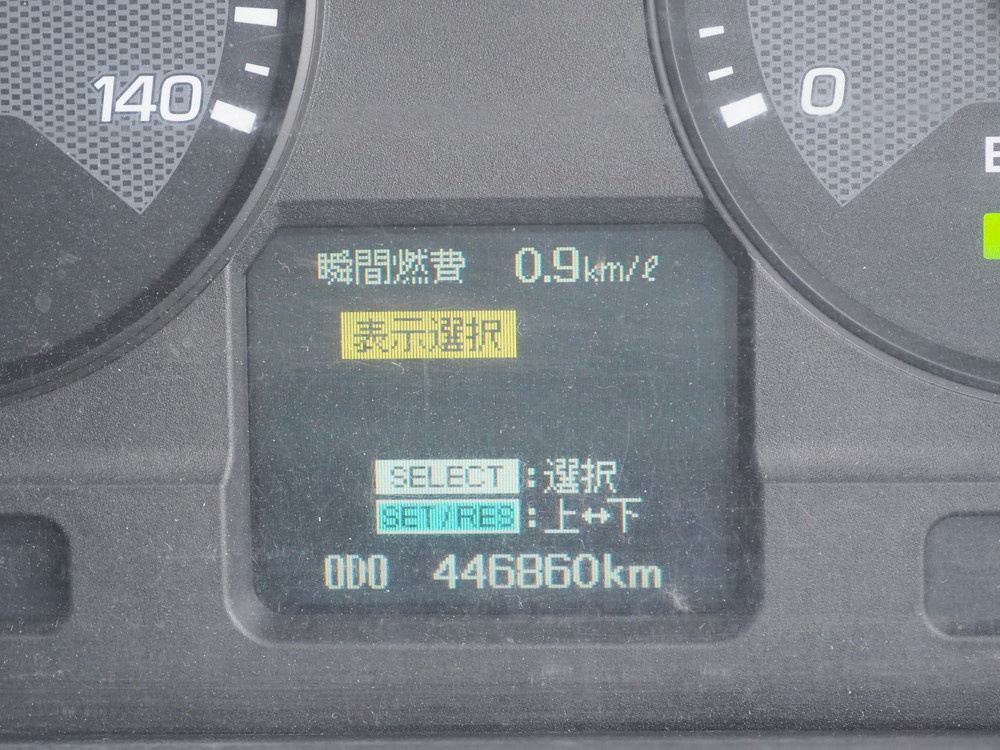 140
0
E
瞬間燃費 0.9km/ℓ
表示選択
SELECT:選択
SET/RES:上↔下
ODO 446860km